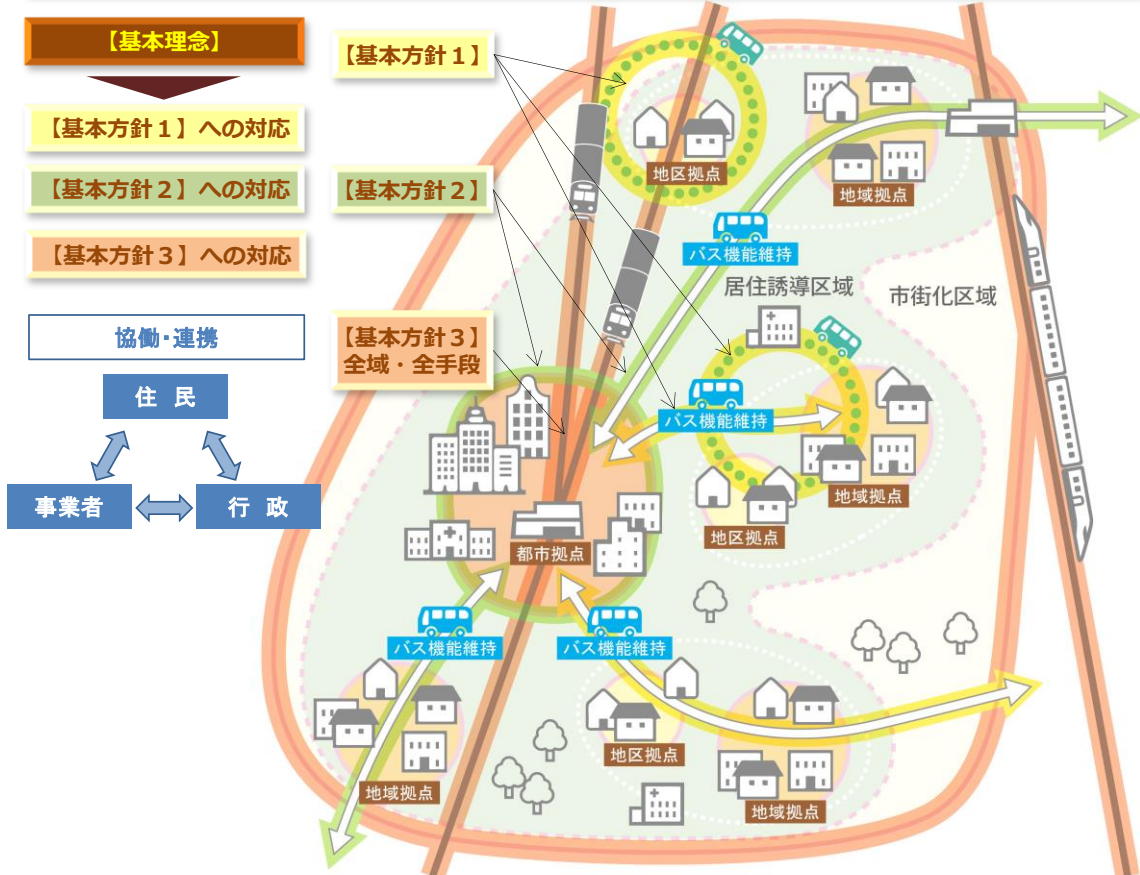 【基本理念】
【基本方針１】への対応
【基本方針２】への対応
【基本方針３】への対応
協働・連携
住 民
事業者
行 政
【基本方針１】
【基本方針２】
【基本方針３】
全域・全手段
地区拠点
地域拠点
バス機能維持
居住誘導区域
市街化区域
バス機能維持
地域拠点
地区拠点
都市拠点
バス機能維持
バス機能維持
地域拠点
地区拠点
地域拠点